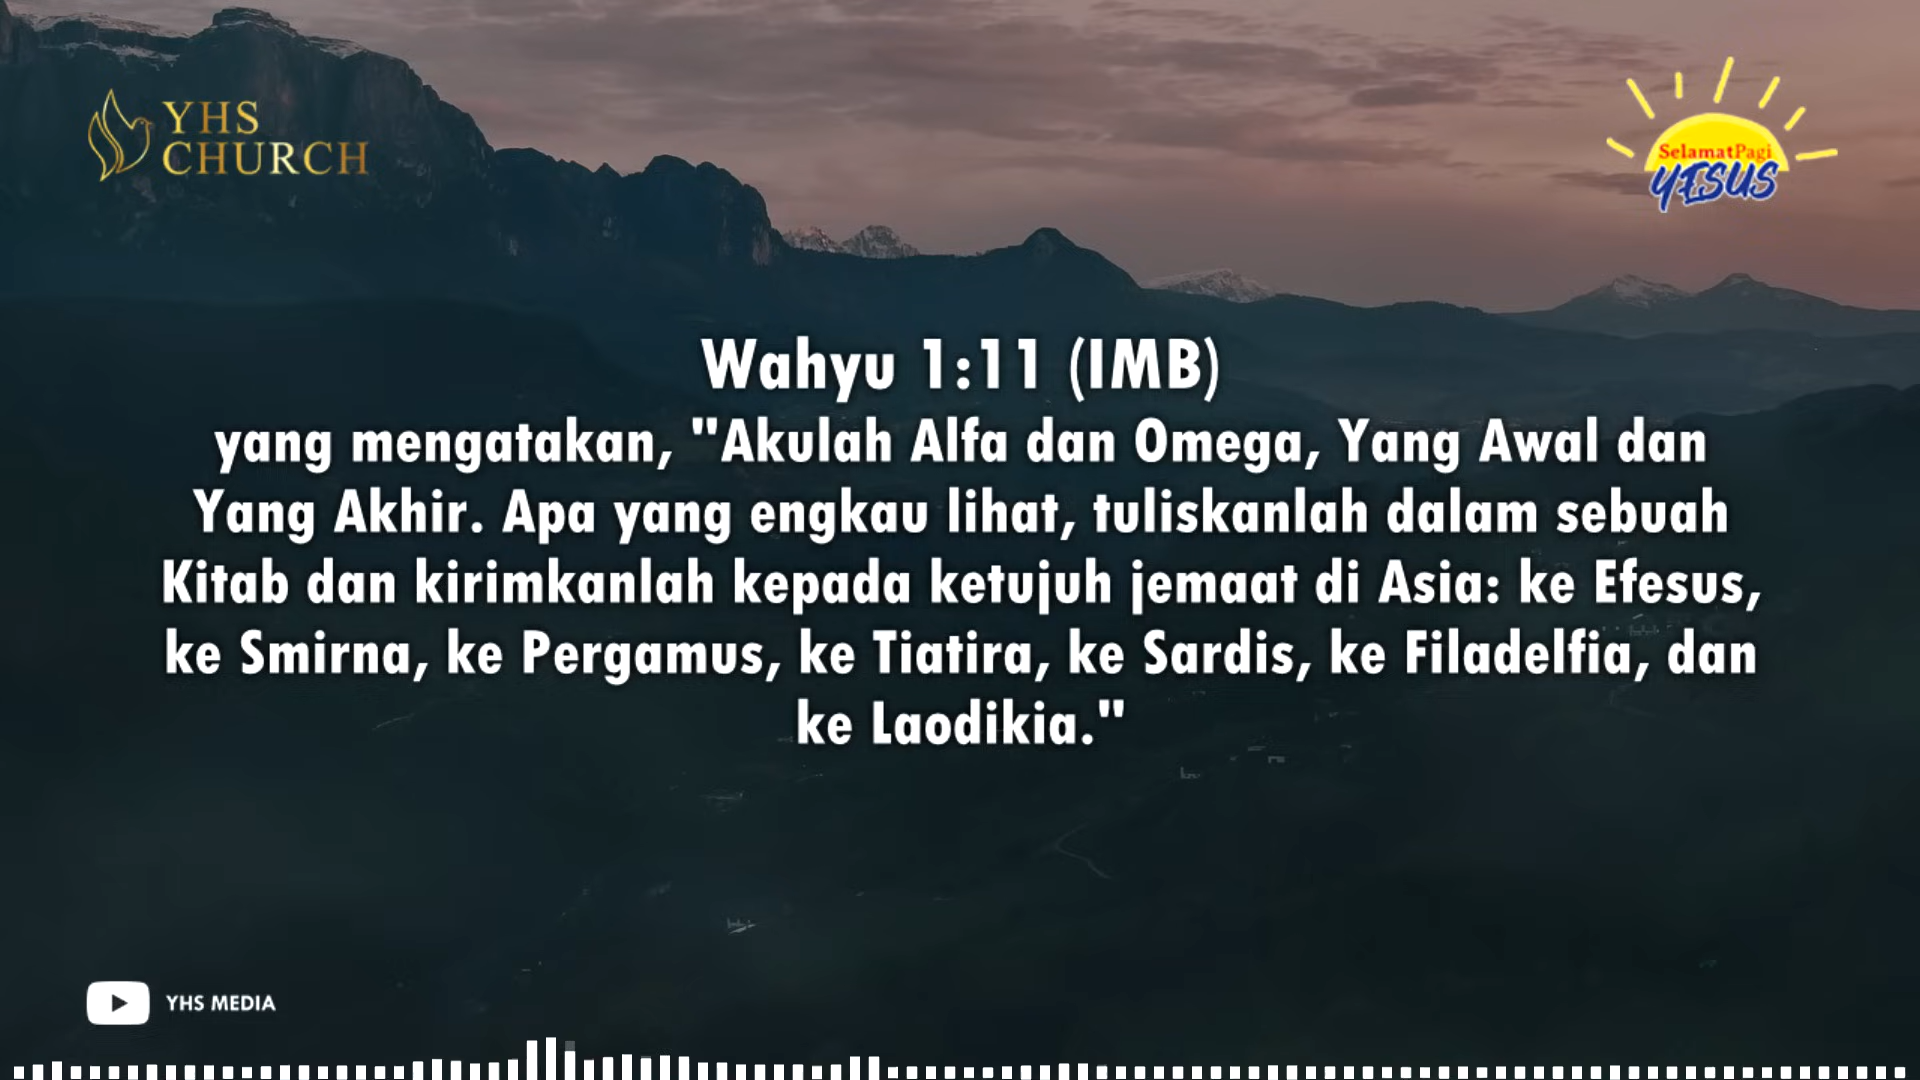 YHS
CHURCH
SelamatPagi
YESUS
Wahyu 1:11 (IMB)
yang mengatakan, "Akulah Alfa dan Omega, Yang Awal dan
Yang Akhir. Apa yang engkau lihat, tuliskanlah dalam sebuah
Kitab dan kirimkanlah kepada ketujuh jemaat di Asia: ke Efesus,
ke Smirna, ke Pergamus, ke Tiatira, ke Sardis, ke Filadelfia, dan
ke Laodikia."
YHS MEDIA